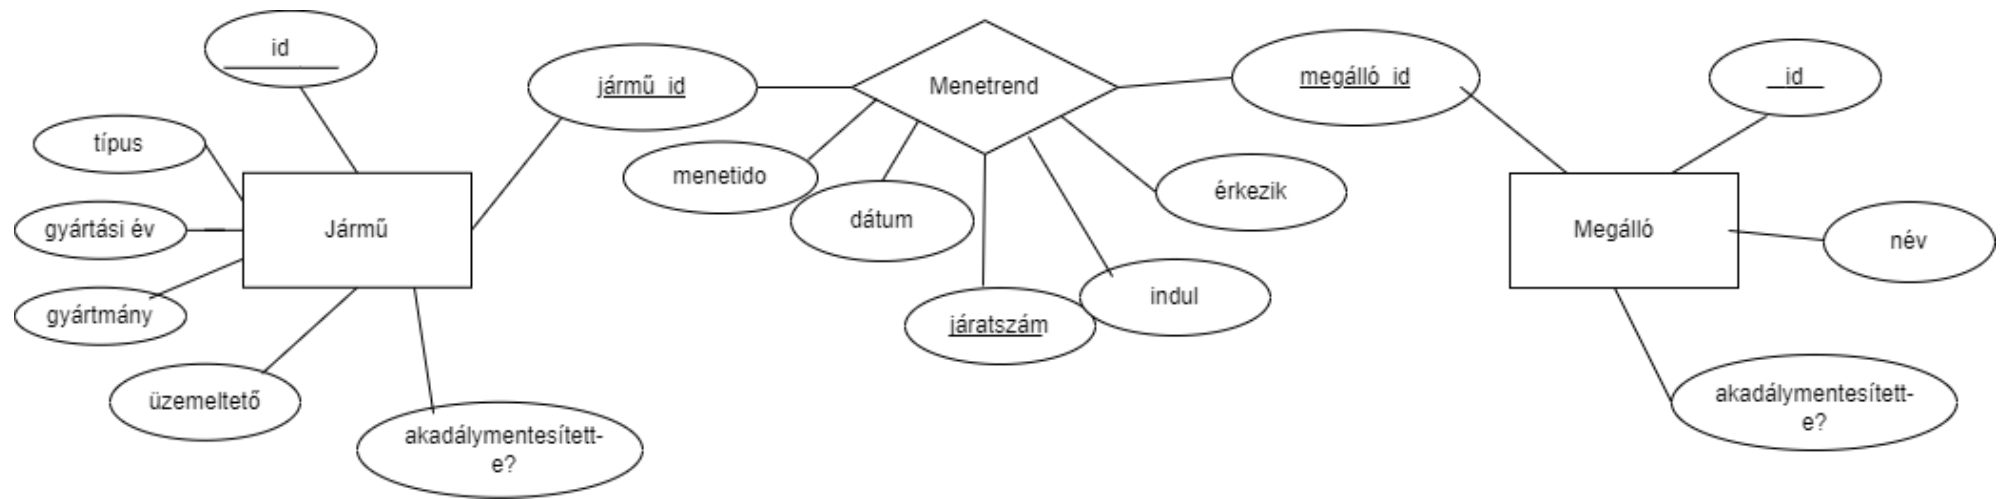 id
jármű_id
Menetrend
megálló_id
id
típus
menetido
dátum
érkezik
gyártási év
Jármű
Megálló
név
gyártmány
járatszám
indul
üzemeltető
akadálymentesített-
e?
akadálymentesített-
e?